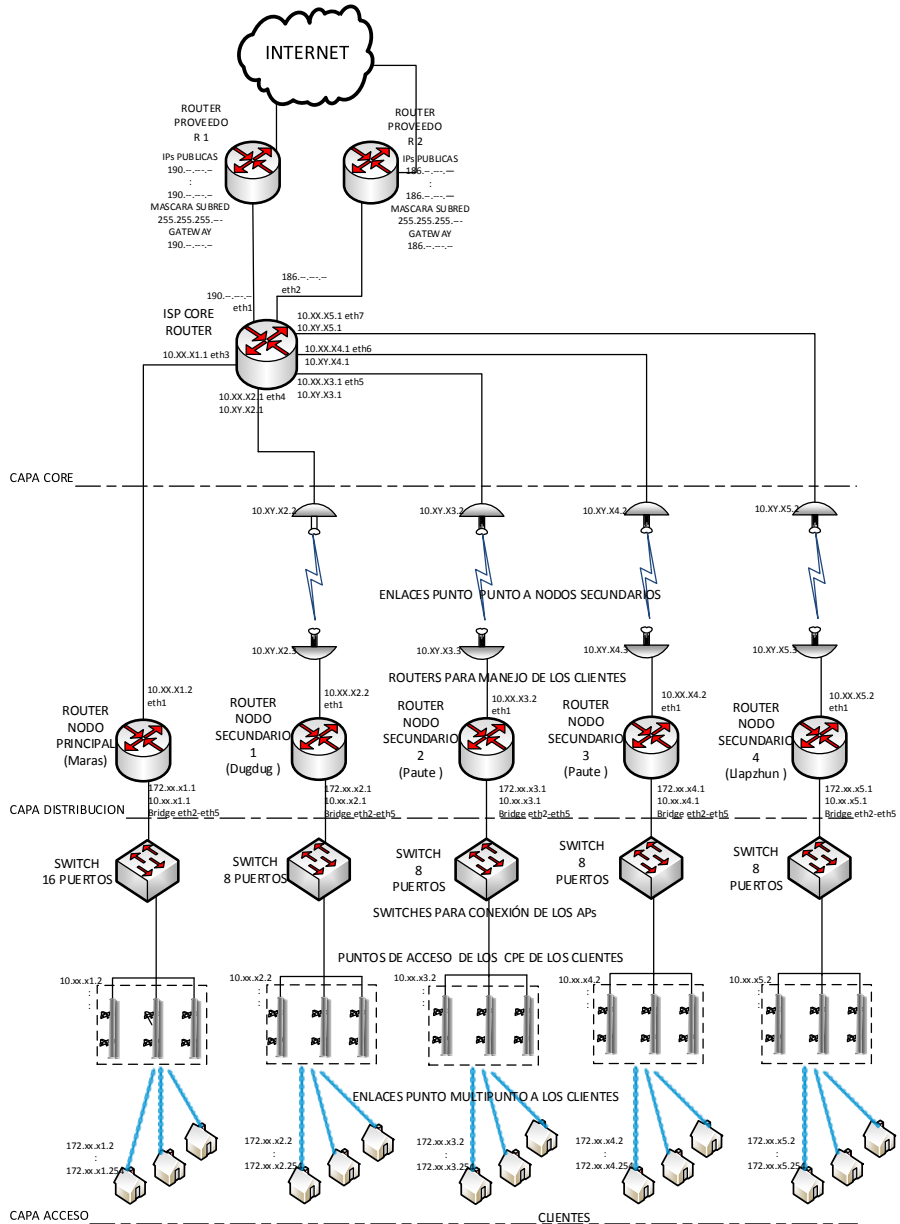 INTERNET
ROUTER
PROVEEDO
R 1
IPs PUBLICAS
190.--.---.--
:
190.--.---.--
MASCARA SUBRED
255.255.255.---
GATEWAY
190.--.---.--
ROUTER
PROVEEDO
R 2
IPs PUBLICAS
186.--.---.---
:
186.--.---.---
MASCARA SUBRED
255.255.255.---
GATEWAY
186.--.---.--
190.--.---.--
eth1
186.--.---.--
eth2
ISP CORE
ROUTER
10.XX.X5.1 eth7
10.XY.X5.1
10.XX.X4.1 eth6
10.XY.X4.1
10.XX.X3.1 eth5
10.XY.X3.1
10.XX.X1.1 eth3
10.XX.X2.1 eth4
10.XY.X2.1
CAPA CORE
10.XY.X2.2
10.XY.X3.2
10.XY.X4.2
10.XY.X5.2
ENLACES PUNTO PUNTO A NODOS SECUNDARIOS
10.XY.X2.3
10.XY.X3.3
10.XY.X4.3
10.XY.X5.3
ROUTERS PARA MANEJO DE LOS CLIENTES
10.XX.X1.2
eth1
10.XX.X2.2
eth1
10.XX.X3.2
eth1
10.XX.X4.2
eth1
10.XX.X5.2
eth1
ROUTER
NODO
PRINCIPAL
(Maras)
ROUTER
NODO
SECUNDARIO
1
(Dugdug )
ROUTER
NODO
SECUNDARIO
2
(Paute )
ROUTER
NODO
SECUNDARIO
3
(Paute )
ROUTER
NODO
SECUNDARIO
4
(Llapzhun )
172.xx.x1.1
10.xx.x1.1
Bridge eth2-eth5
172.xx.x2.1
10.xx.x2.1
Bridge eth2-eth5
172.xx.x3.1
10.xx.x3.1
Bridge eth2-eth5
172.xx.x4.1
10.xx.x4.1
Bridge eth2-eth5
172.xx.x5.1
10.xx.x5.1
Bridge eth2-eth5
CAPA DISTRIBUCION
SWITCH
16 PUERTOS
SWITCH
8 PUERTOS
SWITCH
8
PUERTOS
SWITCH
8
PUERTOS
SWITCH
8
PUERTOS
SWITCHES PARA CONEXIÓN DE LOS APs
PUNTOS DE ACCESO DE LOS CPE DE LOS CLIENTES
10.xx.x1.2
:
:
10.xx.x2.2
:
:
10.xx.x3.2
:
:
10.xx.x4.2
:
:
10.xx.x5.2
:
:
ENLACES PUNTO MULTIPUNTO A LOS CLIENTES
172.xx.x1.2
:
172.xx.x1.254
172.xx.x2.2
:
172.xx.x2.254
172.xx.x3.2
:
172.xx.x3.254
172.xx.x4.2
:
172.xx.x4.254
172.xx.x5.2
:
172.xx.x5.254
CAPA ACCESO
CLIENTES